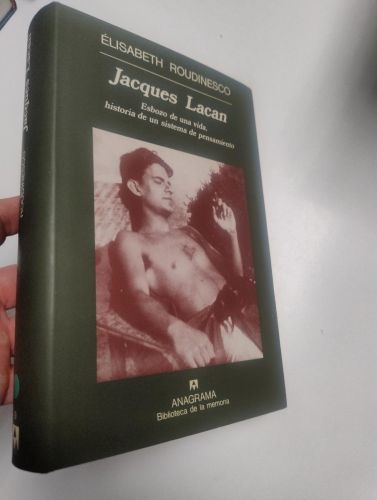 ÉLISABETH ROUDINESCO
Jacques Lacan
Esbozo de una vida,
historia de un sistema de pensamiento
ANAGRAMA
Biblioteca de la memoria